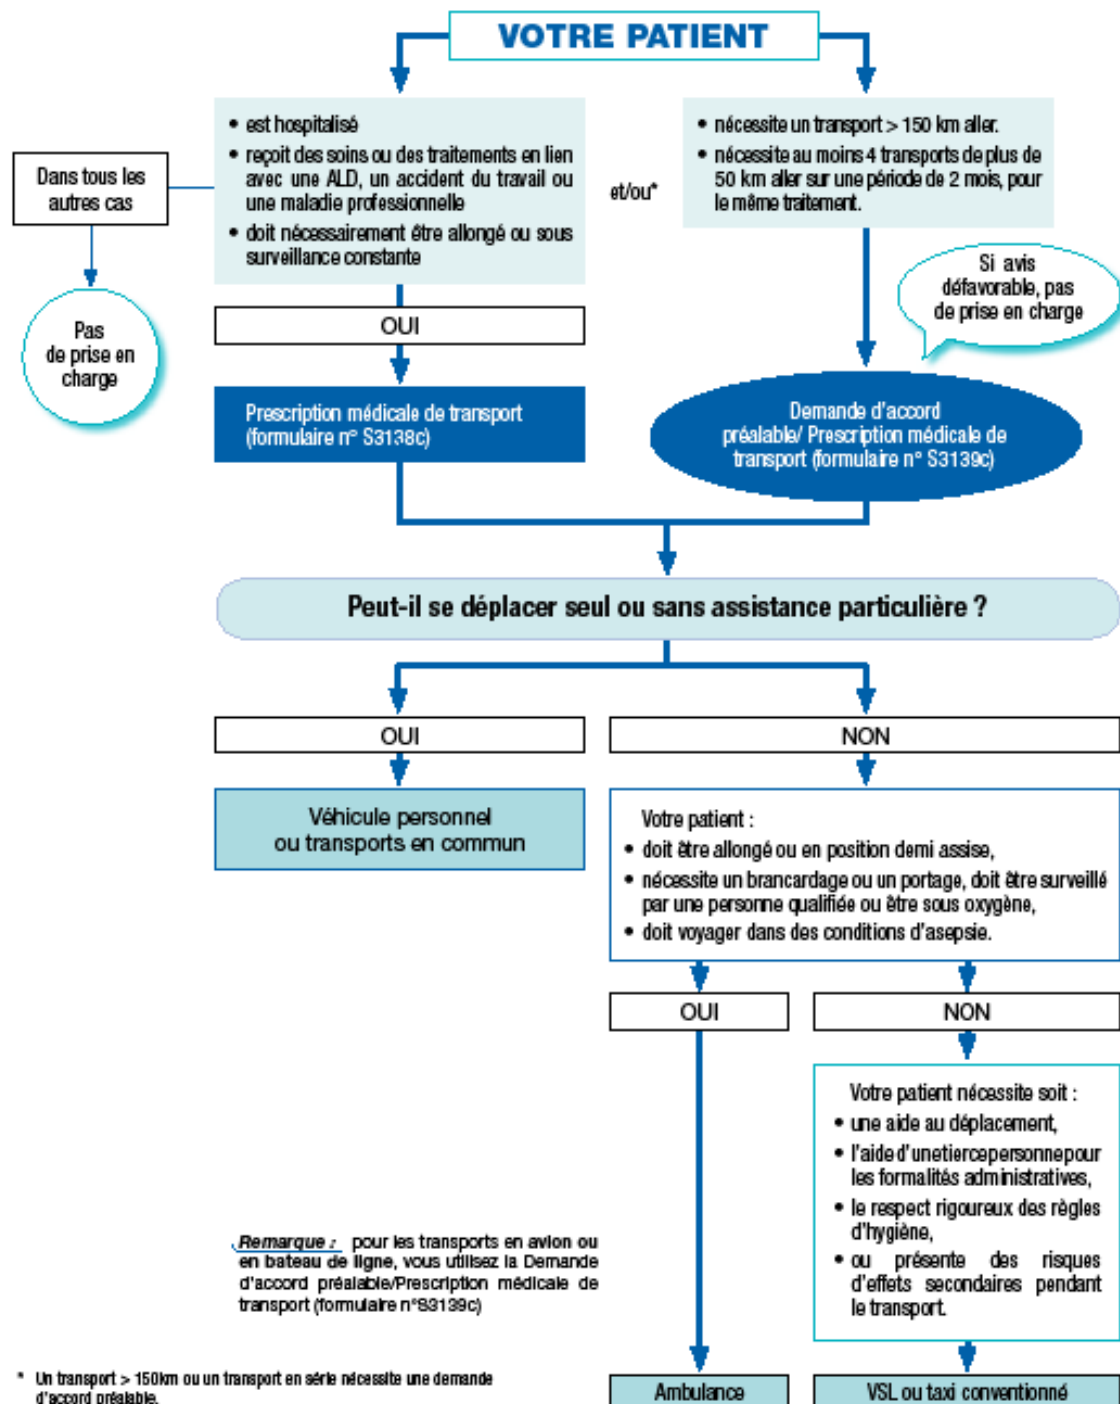 VOTRE PATIENT
• est hospitalisé
• reçoit des soins ou des traitements en lien
avec une ALD, un accident du travail ou
une maladie professionnelle
• doit nécessairement être allongé ou sous
surveillance constante
Dans tous les
autres cas
Pas
de prise en
charge
et/ou*
• nécessite un transport > 150 km aller.
• nécessite au moins 4 transports de plus de
50 km aller sur une période de 2 mois, pour
le même traitement.
Si avis
défavorable, pas
de prise en charge
OUI
Prescription médicale de transport
(formulaire n° S3138c)
Demande d'accord
préalable/ Prescription médicale de
transport (formulaire n° S3139c)
Peut-il se déplacer seul ou sans assistance particulière ?
OUI
NON
Véhicule personnel
ou transports en commun
Votre patient :
• doit être allongé ou en position demi assise,
• nécessite un brancardage ou un portage, doit être surveillé
par une personne qualifiée ou être sous oxygène,
• doit voyager dans des conditions d'asepsie.
OUI
NON
Votre patient nécessite soit :
• une aide au déplacement,
• l'aide d'unetiercepersonnepour
les formalités administratives,
• le respect rigoureux des règles
d'hygiène,
• ou présente des risques
d'effets secondaires pendant
le transport.
Remarque : pour les transports en avion ou
en bateau de ligne, vous utilisez la Demande
d'accord préalable/Prescription médicale de
transport (formulaire n°S3139c)
* Un transport > 150km ou un transport en série nécessite une demande
d'accord préalable.
Ambulance
VSL ou taxi conventionné